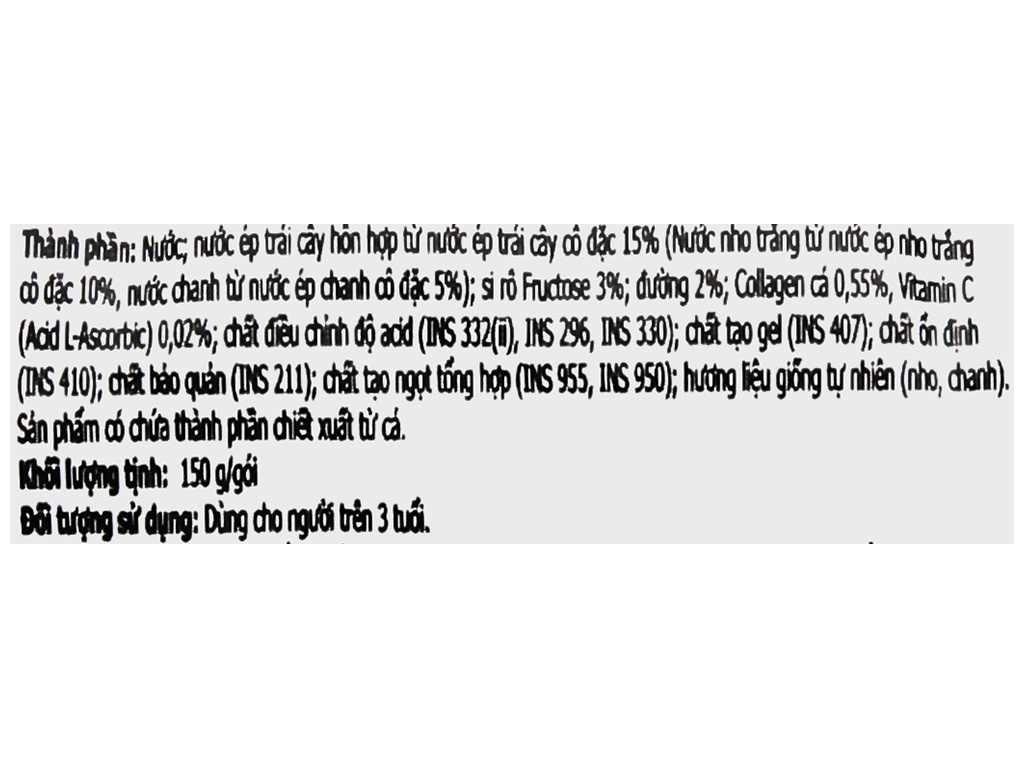 Thành phần: Nước, nước ép trái cây hỗn hợp từ nước ép trái cây cô đặc 15% (Nước nho trắng từ nước ép nho trắng
cô đặc 10%, nước chanh từ nước ép chanh cô đặc 5%); si rô Fructose 3%; đường 2%; Collagen cá 0,55%, Vitamin C
(Acid L-Ascorbic) 0,02%; chất điều chỉnh độ acid (INS 332(ii), INS 296, INS 330); chất tạo gel (INS 407); chất ổn định
(INS 410); chất bảo quản (INS 211); chất tạo ngọt tổng hợp (INS 955, INS 950); hương liệu giống tự nhiên (nho, chanh).
Sản phẩm có chứa thành phần chiết xuất từ cá.
Khối lượng tịnh: 150 g/gói
Đối tượng sử dụng: Dùng cho người trên 3 tuổi.